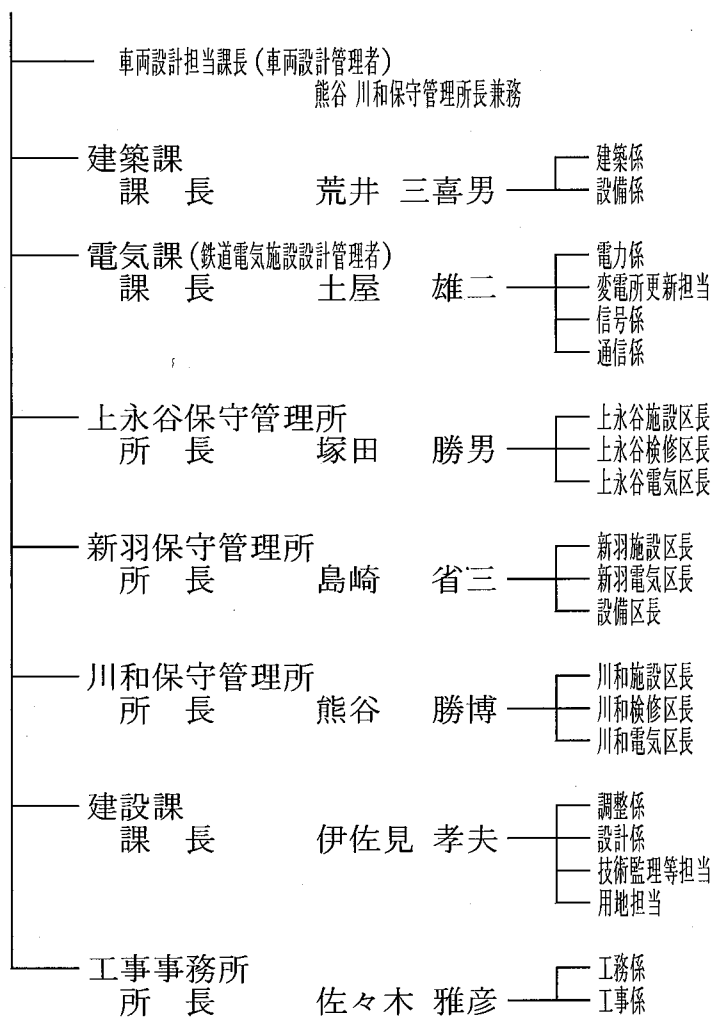 車両設計担当課長(車両設計管理者)
熊谷 川和保守管理所長兼務
建築課
課 長 荒井 三喜男
建築係
設備係
電気課(鉄道電気施設設計管理者)
課 長 土屋 雄二
電力係
変電所更新担当
信号係
通信係
上永谷保守管理所
所 長 塚田 勝男
上永谷施設区長
上永谷検修区長
上永谷電気区長
新羽保守管理所
所 長 島崎 省三
新羽施設区長
新羽電気区長
設備区長
川和保守管理所
所 長 熊谷 勝博
川和施設区長
川和検修区長
川和電気区長
建設課
課 長 伊佐見 孝夫
調整係
設計係
技術監理等担当
用地担当
工事事務所
所 長 佐々木 雅彦
工務係
工事係